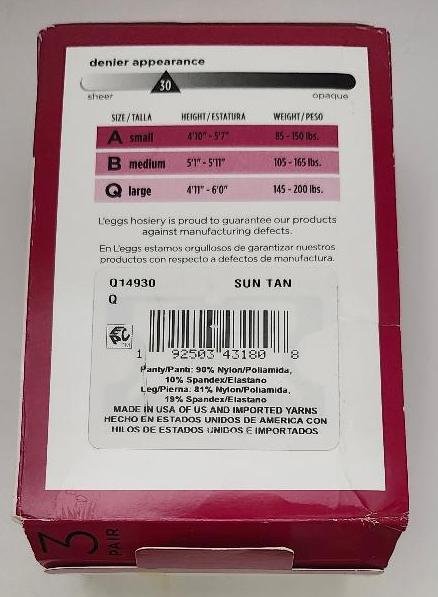 denier appearance
30
sheer opaque
SIZE / TALLA HEIGHT / ESTATURA WEIGHT / PESO
A small 4'10" - 5'7" 85 - 150 lbs.
B medium 5'1" - 5'11" 105 - 165 lbs.
Q large 4'11" - 6'0" 145 - 200 lbs.
L'eggs hosiery is proud to guarantee our products
against manufacturing defects.
En L'eggs estamos orgullosos de garantizar nuestros
productos con respecto a defectos de manufactura.
Q14930 SUN TAN
Q
EPC
TM
1 92503 43180 8
Panty/Panti: 90% Nylon/Poliamida,
10% Spandex/Elastano
Leg/Pierna: 81% Nylon/Poliamida,
19% Spandex/Elastano
MADE IN USA OF US AND IMPORTED YARNS
HECHO EN ESTADOS UNIDOS DE AMERICA CON
HILOS DE ESTADOS UNIDOS E IMPORTADOS
3
PAIR